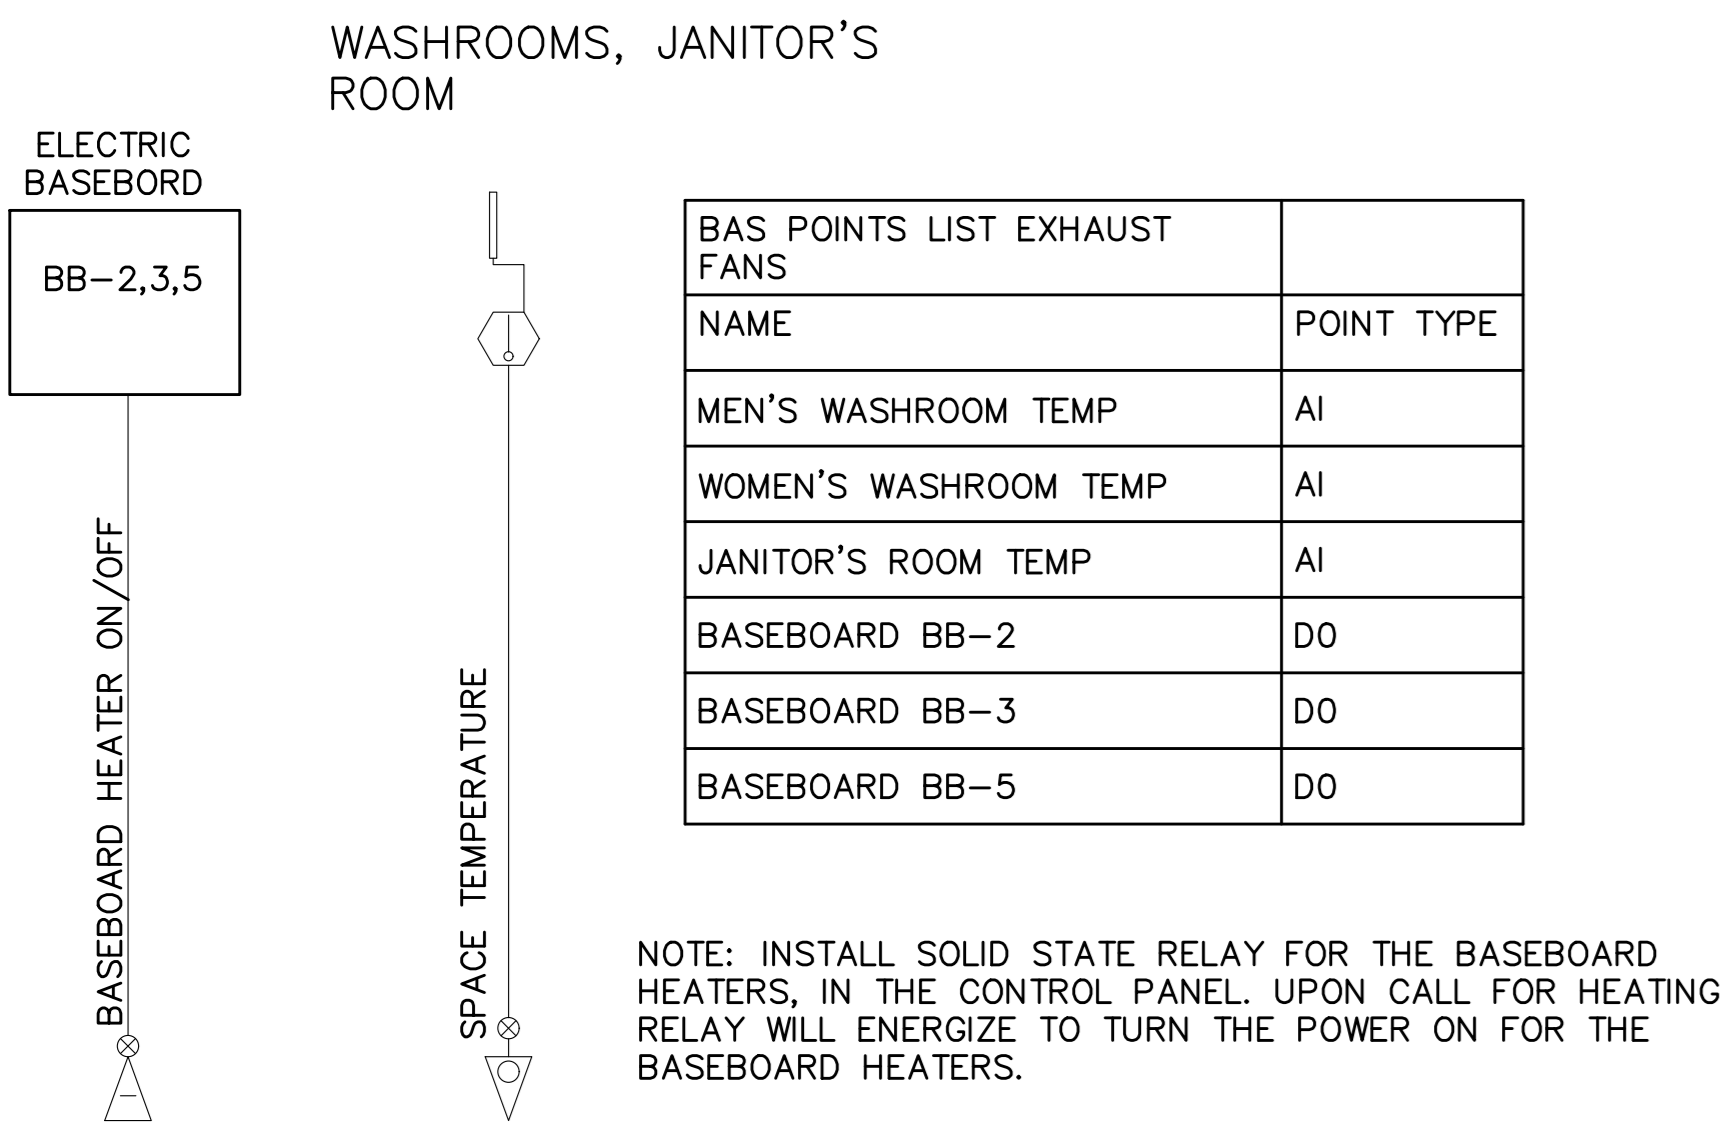 WASHROOMS, JANITOR'S
ROOM
ELECTRIC
BASEBORD
BB-2,3,5
BASEBOARD HEATER ON/OFF
SPACE TEMPERATURE
BAS POINTS LIST EXHAUST
FANS
NAME
POINT TYPE
MEN'S WASHROOM TEMP
AI
WOMEN'S WASHROOM TEMP
AI
JANITOR'S ROOM TEMP
AI
BASEBOARD BB-2
DO
BASEBOARD BB-3
DO
BASEBOARD BB-5
DO
NOTE: INSTALL SOLID STATE RELAY FOR THE BASEBOARD
HEATERS, IN THE CONTROL PANEL. UPON CALL FOR HEATING
RELAY WILL ENERGIZE TO TURN THE POWER ON FOR THE
BASEBOARD HEATERS.